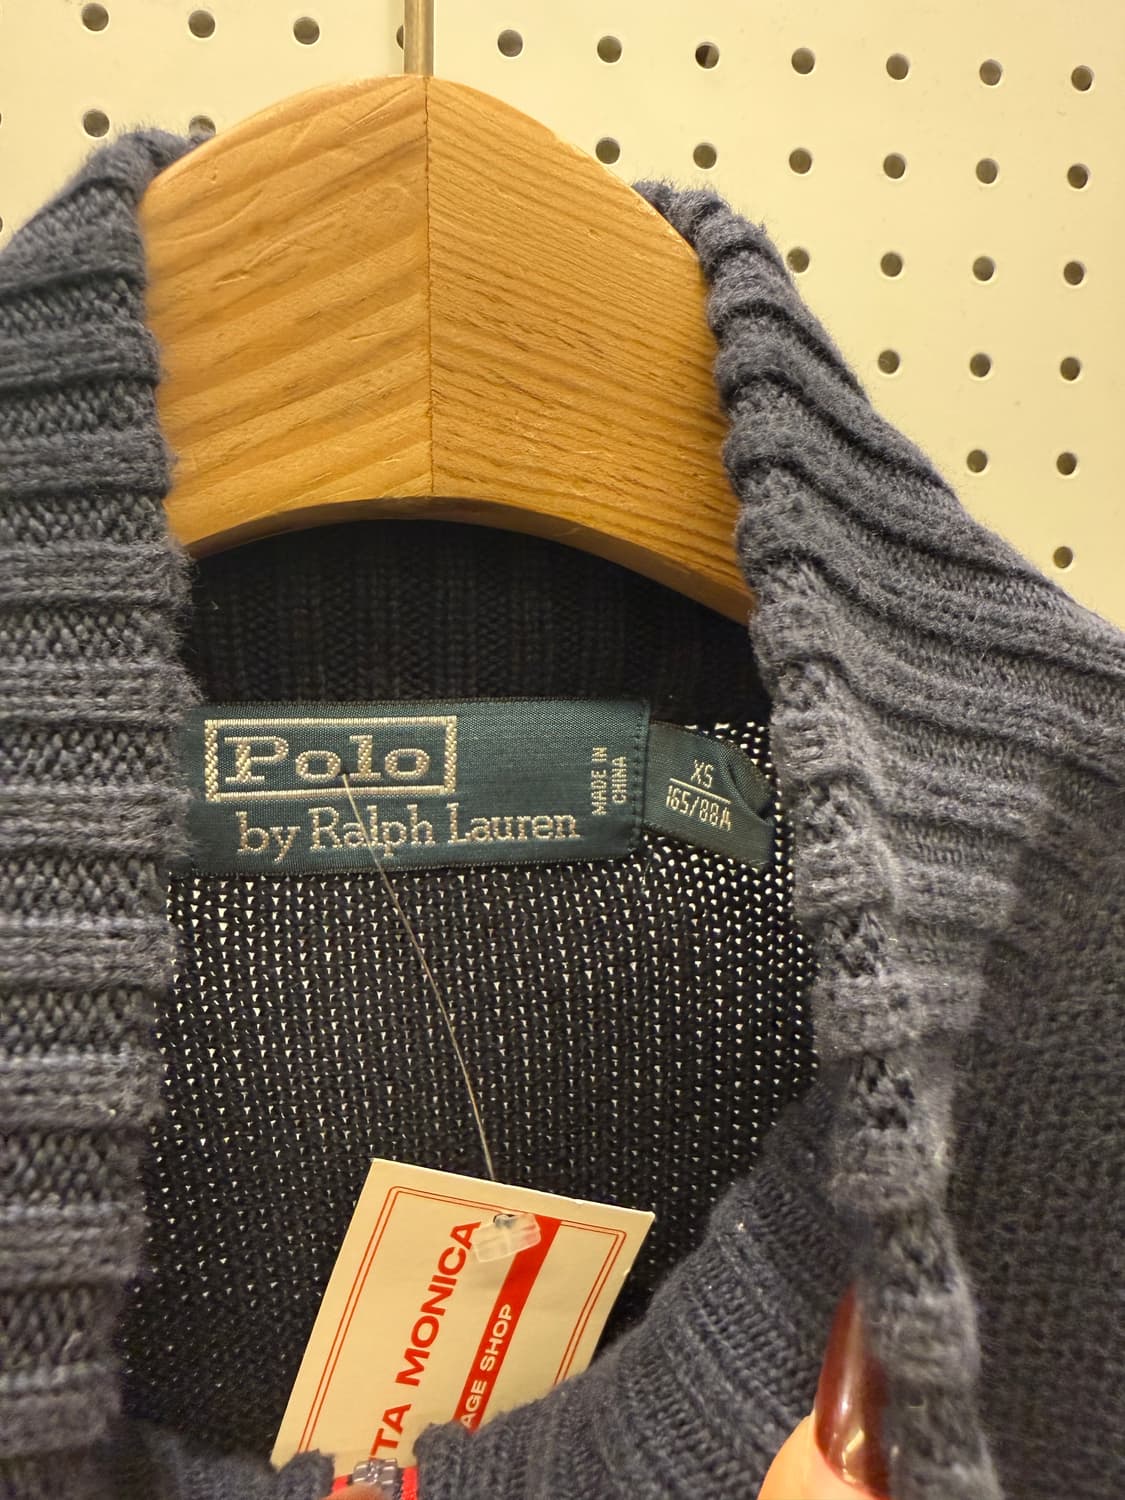 Polo
by Ralph Lauren
MADE IN
CHINA
XS
165/88A
TA MONICA
AGE SHOP